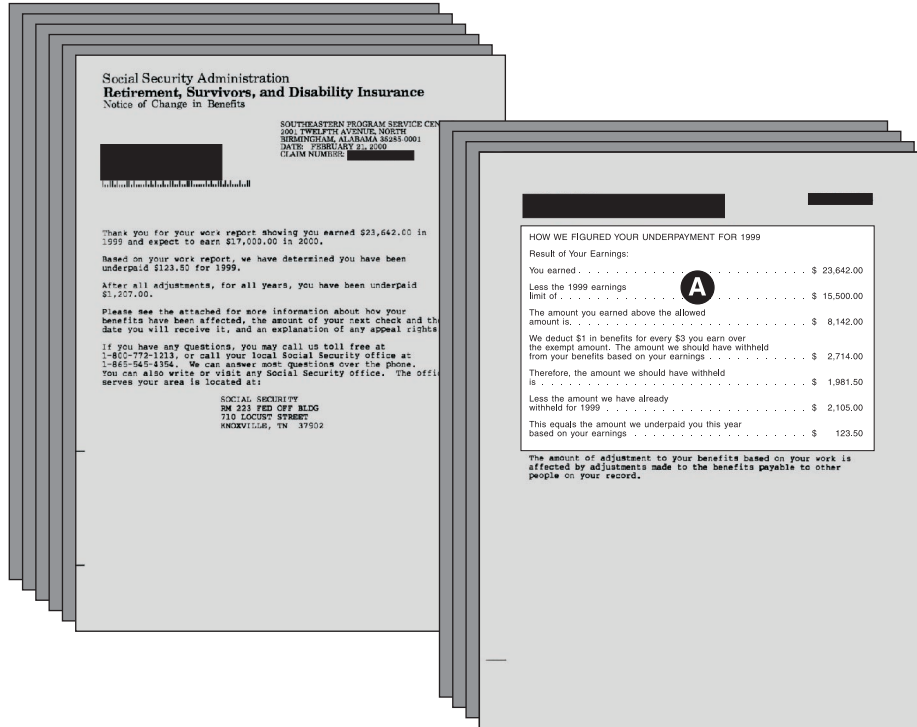 Social Security Administration
Retirement, Survivors, and Disability Insurance
Notice of Change in Benefits
SOUTHEASTERN PROGRAM SERVICE CEN
2001 TWELFTH AVENUE, NORTH
BIRMINGHAM, ALABAMA 35285-0001
DATE: FEBRUARY 21, 2000
CLAIM NUMBER:
Thank you for your work report showing you earned $23,642.00 in
1999 and expect to earn $17,000.00 in 2000.
Based on your work report, we have determined you have been
underpaid $123.50 for 1999.
After all adjustments, for all years, you have been underpaid
$1,207.00.
Please see the attached for more information about how your
benefits have been affected, the amount of your next check and the
date you will receive it, and an explanation of any appeal rights
If you have any Questions, you may call us toll free at
1-800-772-1213, or call your local Social Security office at
1-865-545-4354. We can answer most questions over the phone.
You can also write or visit any Social Security office. The offic
serves your area is located at:
SOCIAL SECURITY
RM 223 FED OFF BLDG
710 LOCUST STREET
KNOXVILLE, TN 37902
HOW WE FIGURED YOUR UNDERPAYMENT FOR 1999
Result of Your Earnings:
You earned . . . . . . . . . . . . . . . . . . $ 23,642.00
A
Less the 1999 earnings
limit of . . . . . . . . . . . . . . . . . . . . $ 15,500.00
The amount you earned above the allowed
amount is. . . . . . . . . . . . . . . . . . . $ 8,142.00
We deduct $1 in benefits for every $3 you earn over
the exempt amount. The amount we should have withheld
from your benefits based on your earnings . . . . . . . . $ 2,714.00
Therefore, the amount we should have withheld
is . . . . . . . . . . . . . . . . . . . . . . $ 1,981.50
Less the amount we have already
withheld for 1999 . . . . . . . . . . . . . . . . $ 2,105.00
This equals the amount we underpaid you this year
based on your earnings . . . . . . . . . . . . . . $ 123.50
The amount of adjustment to your benefits based on your work is
affected by adjustments made to the benefits payable to other
people on your record.